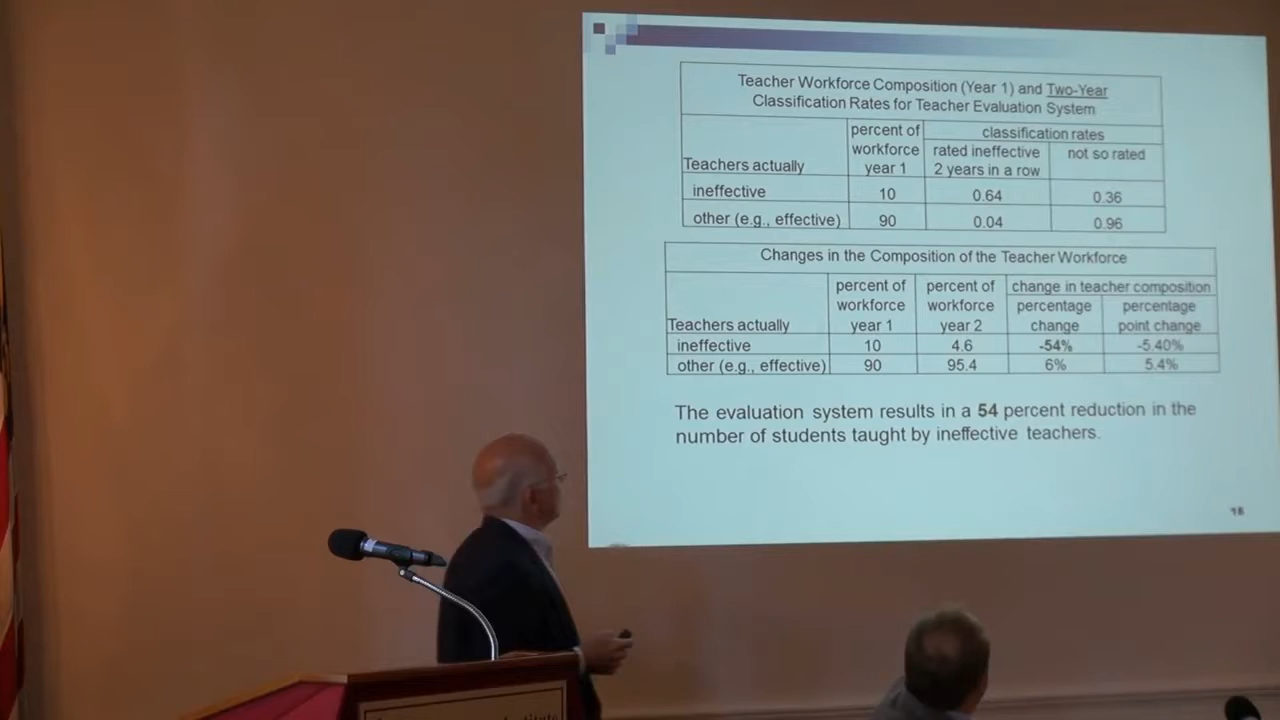 Teacher Workforce Composition (Year 1) and Two-Year
Classification Rates for Teacher Evaluation System
percent of workforce year 1
classification rates
Teachers actually
rated ineffective 2 years in a row
not so rated
ineffective 10 0.64 0.36
other (e.g., effective) 90 0.04 0.96
Changes in the Composition of the Teacher Workforce
percent of workforce year 1
percent of workforce year 2
change in teacher composition
Teachers actually
percentage change
percentage point change
ineffective 10 4.6 -54% -5.40%
other (e.g., effective) 90 95.4 6% 5.4%
The evaluation system results in a 54 percent reduction in the
number of students taught by ineffective teachers.
18